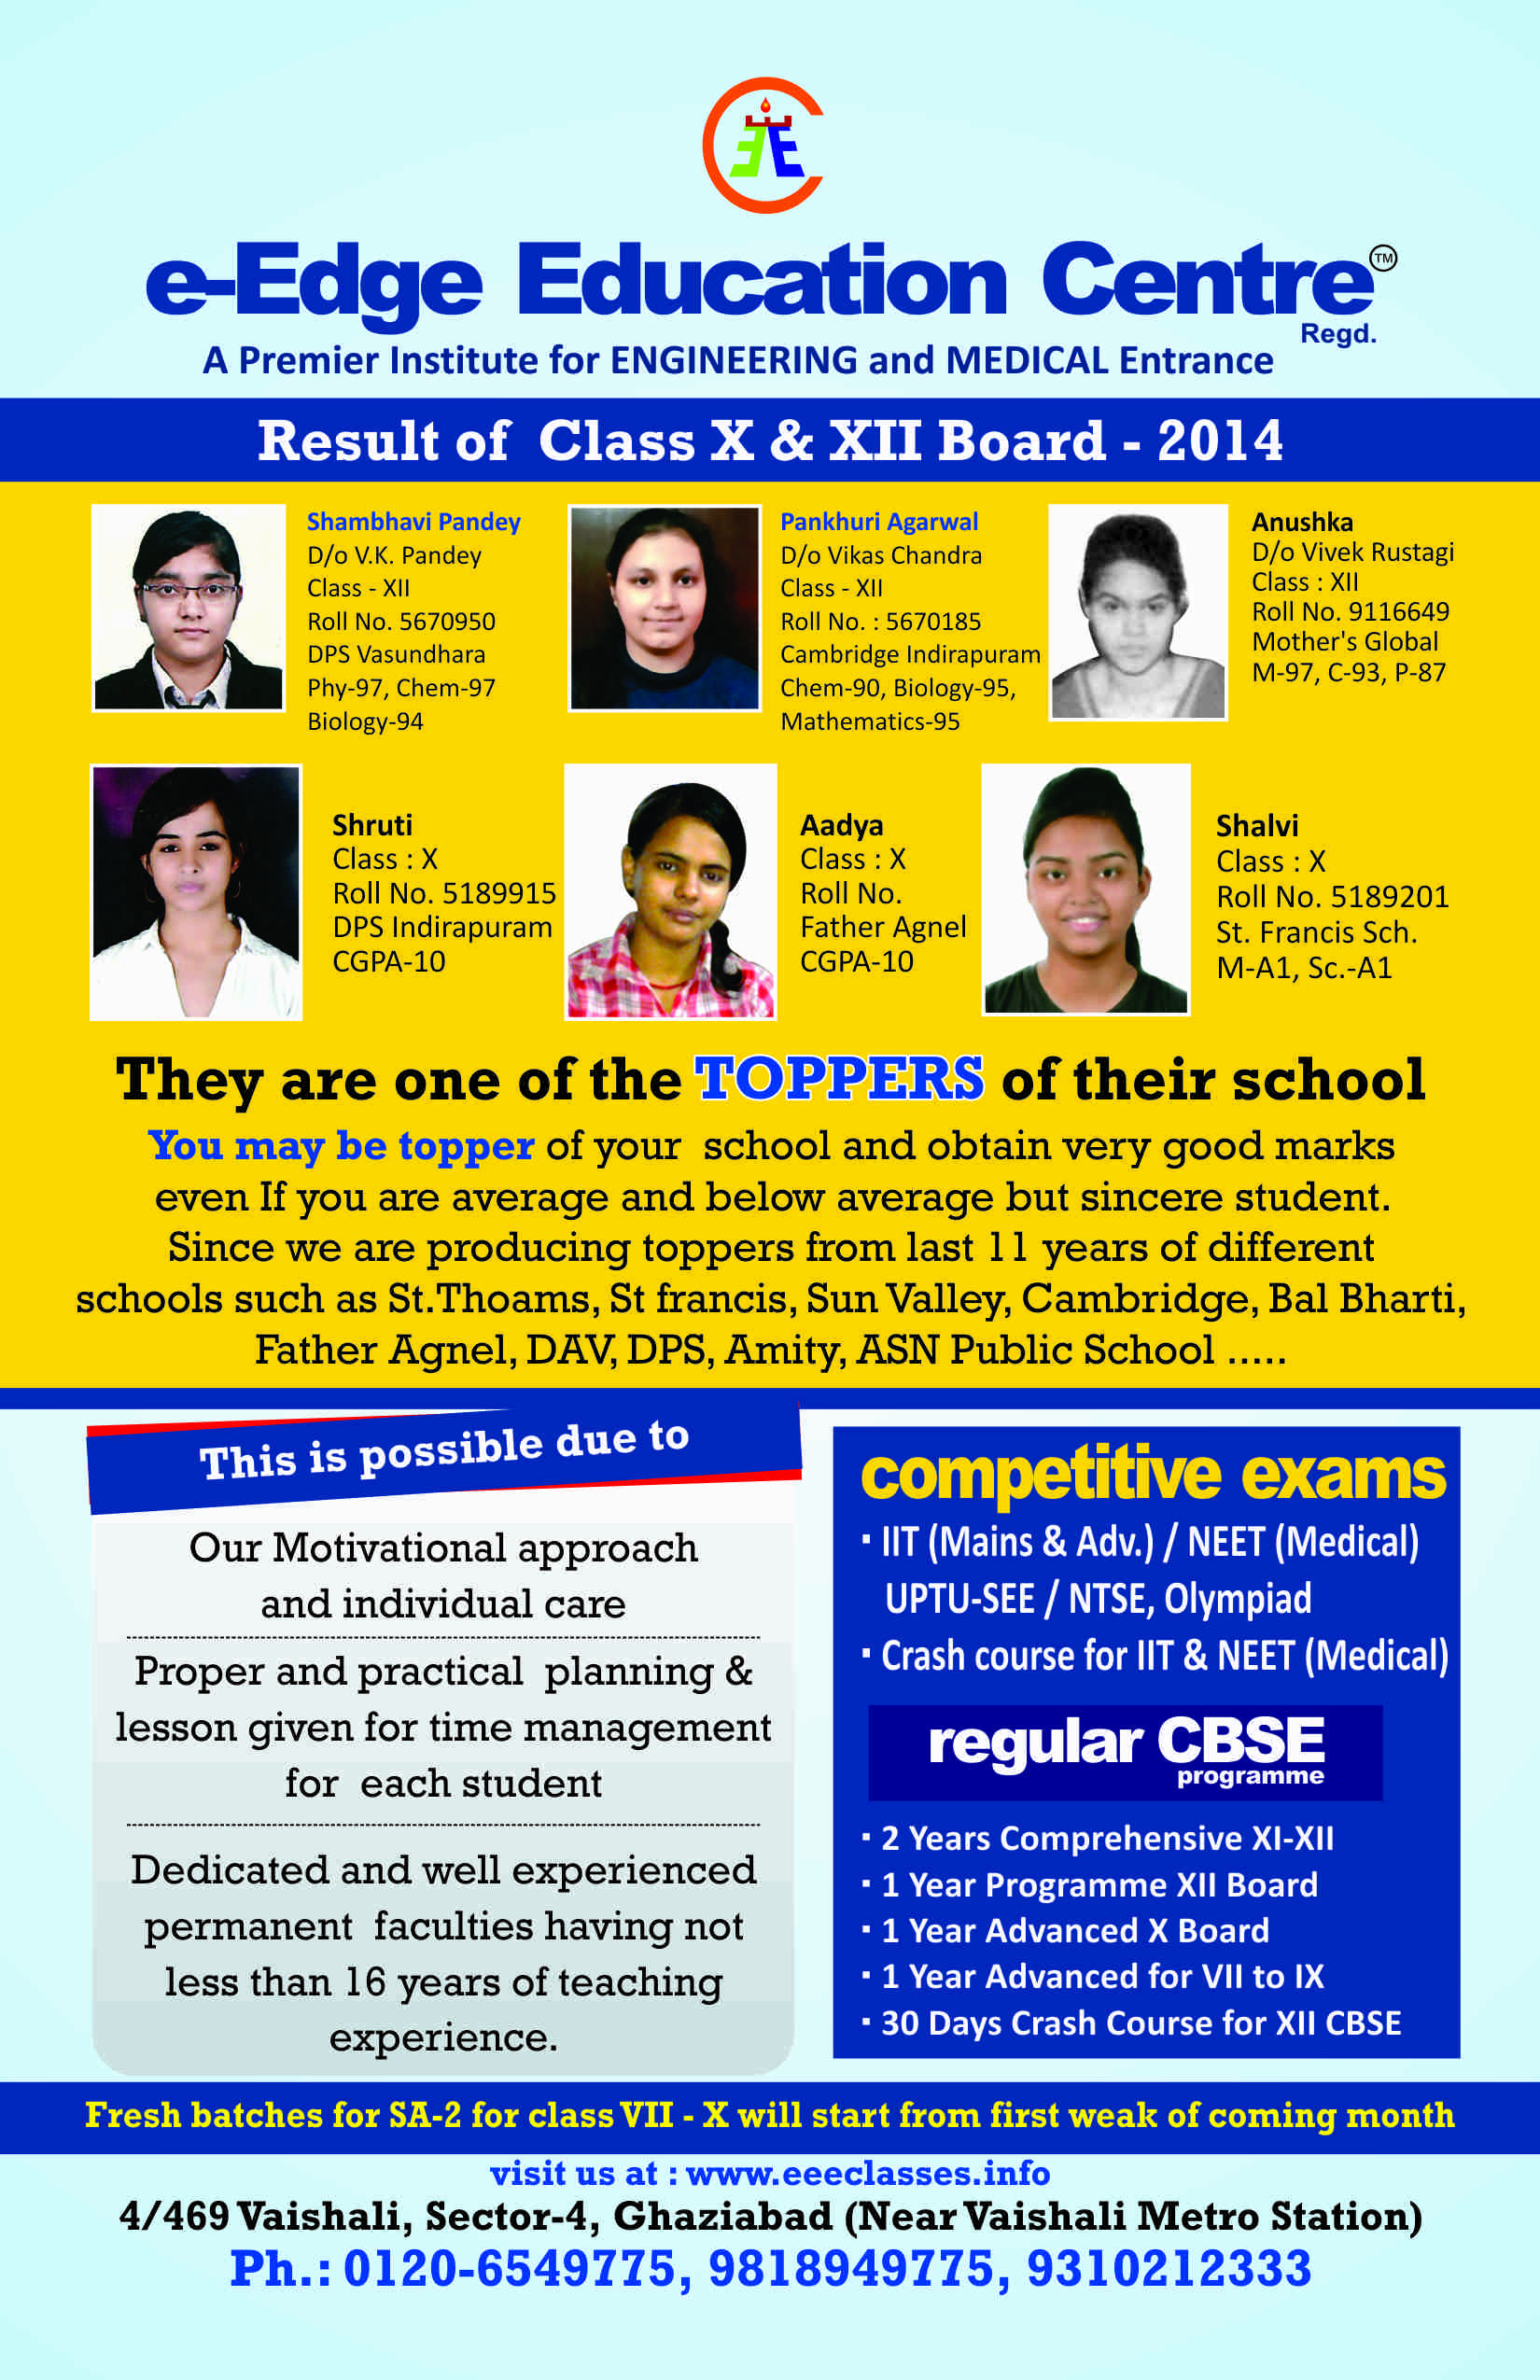 e-Edge Education Centre TM
Regd.
A Premier Institute for ENGINEERING and MEDICAL Entrance
Result of Class X & XII Board - 2014
Shambhavi Pandey
D/o V.K. Pandey
Class - XII
Roll No. 5670950
DPS Vasundhara
Phy-97, Chem-97
Biology-94
Pankhuri Agarwal
D/o Vikas Chandra
Class - XII
Roll No. : 5670185
Cambridge Indirapuram
Chem-90, Biology-95,
Mathematics-95
Anushka
D/o Vivek Rustagi
Class : XII
Roll No. 9116649
Mother's Global
M-97, C-93, P-87
Shruti
Class : X
Roll No. 5189915
DPS Indirapuram
CGPA-10
Aadya
Class : X
Roll No.
Father Agnel
CGPA-10
Shalvi
Class : X
Roll No. 5189201
St. Francis Sch.
M-A1, Sc.-A1
They are one of the TOPPERS of their school
You may be topper of your school and obtain very good marks
even If you are average and below average but sincere student.
Since we are producing toppers from last 11 years of different
schools such as St.Thoams, St francis, Sun Valley, Cambridge, Bal Bharti,
Father Agnel, DAV, DPS, Amity, ASN Public School .....
This is possible due to
Our Motivational approach
and individual care
Proper and practical planning &
lesson given for time management
for each student
Dedicated and well experienced
permanent faculties having not
less than 16 years of teaching
experience.
competitive exams
· IIT (Mains & Adv.) / NEET (Medical)
UPTU-SEE / NTSE, Olympiad
· Crash course for IIT & NEET (Medical)
regular CBSE
programme
· 2 Years Comprehensive XI-XII
· 1 Year Programme XII Board
· 1 Year Advanced X Board
· 1 Year Advanced for VII to IX
· 30 Days Crash Course for XII CBSE
Fresh batches for SA-2 for class VII - X will start from first weak of coming month
visit us at : www.eeeclasses.info
4/469 Vaishali, Sector-4, Ghaziabad (Near Vaishali Metro Station)
Ph.: 0120-6549775, 9818949775, 9310212333